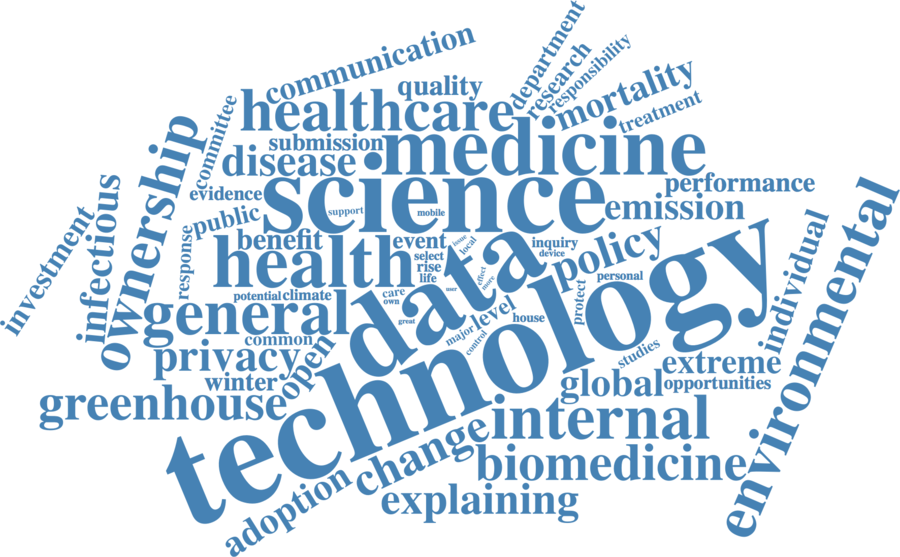 communication
department
research
responsibility
quality
healthcare
mortality
treatment
committee
submission
medicine
ownership
disease
science
evidence
performance
support
mobile
emission
infectious
public
investment
response
benefit
event
issue
local
inquiry
device
policy
environmental
individual
health
select
rise
life
data
effect
more
user
personal
protect
potential
climate
care
own
great
general
level
major
control
house
technology
common
privacy
open
studies
extreme
winter
global
opportunities
greenhouse
internal
change
biomedicine
adoption
explaining